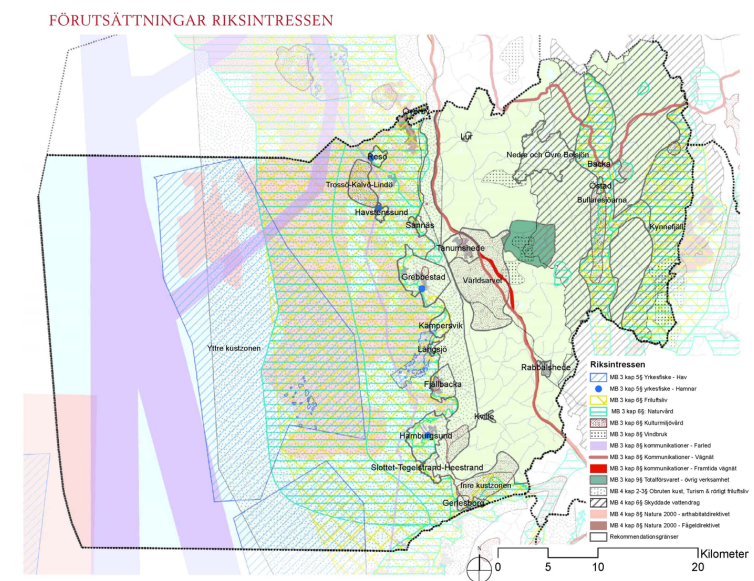 FÖRUTSÄTTNINGAR RIKSINTRESSEN
Resö
Lur
Nedre och Övre Bolsjön
Backa
Trossö-Kalvö-Lindö
Östad
Bullaresjöarna
Havstenssund
Sannäs
Kynnefjäll
Tanumshede
Grebbestad
Världsarvet
Kämpersvik
Yttre kustzonen
Långsjö
Rabbalshede
Fjällbacka
Kville
Hamburgsund
Slottet-Tegelstrand-Heestrand
Inre kustzonen
Gerlesborg
Riksintressen
MB 3 kap 5§ Yrkesfiske - Hav
MB 3 kap 5§ yrkesfiske - Hamnar
MB 3 kap 6§ Friluftsliv
MB 3 kap 6§: Naturvård
MB 3 kap 6§ Kulturmiljövård
MB 3 kap 8§ Vindbruk
MB 3 kap 8§ kommunikationer - Farled
MB 3 kap 8§ Kommunikationer - Vägnät
MB 3 kap 8§ kommunikationer - Framtida vägnät
MB 3 kap 9§ Totalförsvaret - övrig verksamhet
MB 4 kap 2-3§ Obruten kust, Turism & rörligt friluftsliv
MB 4 kap 6§ Skyddade vattendrag
MB 4 kap 8§ Natura 2000 - arthabitatdirektivet
MB 4 kap 8§ Natura 2000 - Fågeldirektivet
Rekommendationsgränser
N
Kilometer
0 5 10 20